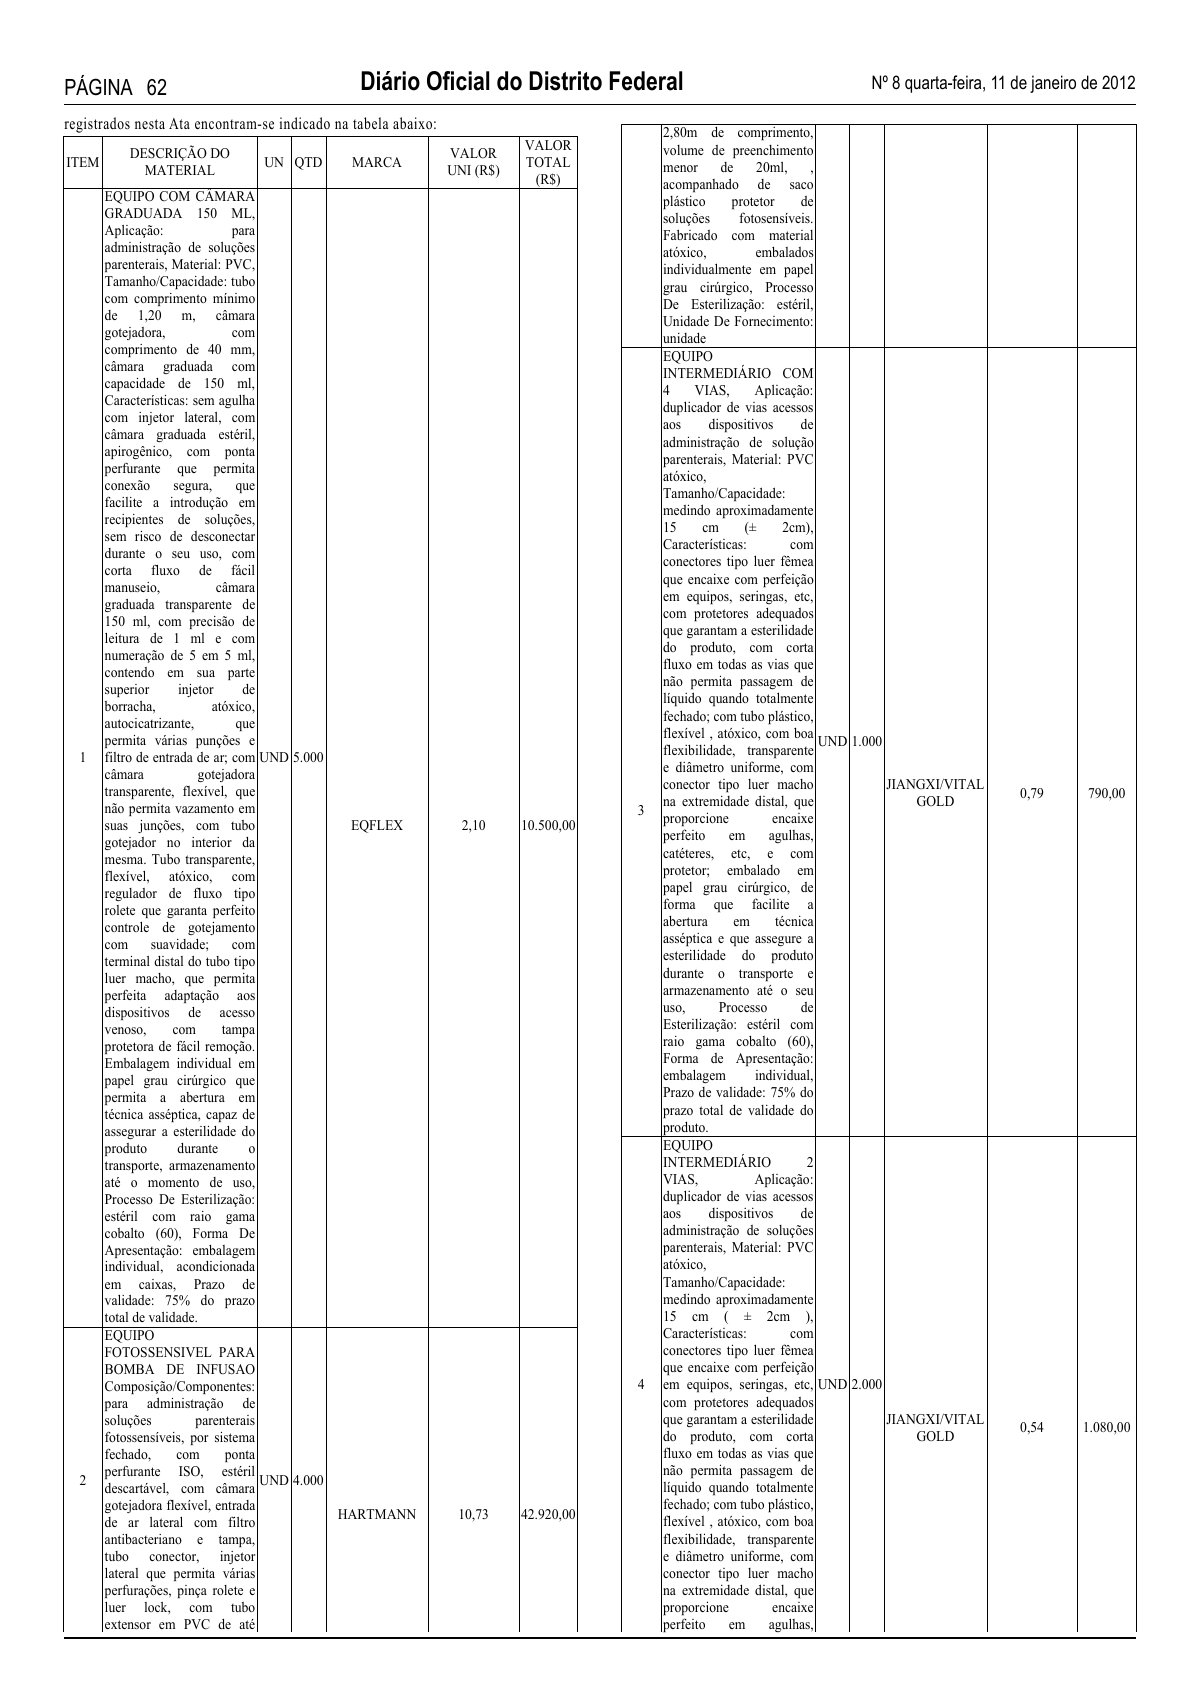 PÁGINA 62
Diário Oficial do Distrito Federal
Nº 8 quarta-feira, 11 de janeiro de 2012
registrados nesta Ata encontram-se indicado na tabela abaixo:
ITEM
DESCRIÇÃO DO
MATERIAL
UN
QTD
MARCA
VALOR
UNI (R$)
VALOR
TOTAL
(R$)
1
EQUIPO COM CÂMARA
GRADUADA 150 ML,
Aplicação: para
administração de soluções
parenterais, Material: PVC,
Tamanho/Capacidade: tubo
com comprimento mínimo
de 1,20 m, câmara
gotejadora, com
comprimento de 40 mm,
câmara graduada com
capacidade de 150 ml,
Características: sem agulha
com injetor lateral, com
câmara graduada estéril,
apirogênico, com ponta
perfurante que permita
conexão segura, que
facilite a introdução em
recipientes de soluções,
sem risco de desconectar
durante o seu uso, com
corta fluxo de fácil
manuseio, câmara
graduada transparente de
150 ml, com precisão de
leitura de 1 ml e com
numeração de 5 em 5 ml,
contendo em sua parte
superior injetor de
borracha, atóxico,
autocicatrizante, que
permita várias punções e
filtro de entrada de ar; com
câmara gotejadora
transparente, flexível, que
não permita vazamento em
suas junções, com tubo
gotejador no interior da
mesma. Tubo transparente,
flexível, atóxico, com
regulador de fluxo tipo
rolete que garanta perfeito
controle de gotejamento
com suavidade; com
terminal distal do tubo tipo
luer macho, que permita
perfeita adaptação aos
dispositivos de acesso
venoso, com tampa
protetora de fácil remoção.
Embalagem individual em
papel grau cirúrgico que
permita a abertura em
técnica asséptica, capaz de
assegurar a esterilidade do
produto durante o
transporte, armazenamento
até o momento de uso,
Processo De Esterilização:
estéril com raio gama
cobalto (60), Forma De
Apresentação: embalagem
individual, acondicionada
em caixas, Prazo de
validade: 75% do prazo
total de validade.
UND
5.000
EQFLEX
2,10
10.500,00
2
EQUIPO
FOTOSSENSIVEL PARA
BOMBA DE INFUSAO
Composição/Componentes:
para administração de
soluções parenterais
fotossensíveis, por sistema
fechado, com ponta
perfurante ISO, estéril
descartável, com câmara
gotejadora flexível, entrada
de ar lateral com filtro
antibacteriano e tampa,
tubo conector, injetor
lateral que permita várias
perfurações, pinça rolete e
luer lock, com tubo
extensor em PVC de até
UND
4.000
HARTMANN
10,73
42.920,00
2,80m de comprimento,
volume de preenchimento
menor de 20ml, ,
acompanhado de saco
plástico protetor de
soluções fotosensíveis.
Fabricado com material
atóxico, embalados
individualmente em papel
grau cirúrgico, Processo
De Esterilização: estéril,
Unidade De Fornecimento:
unidade
3
EQUIPO
INTERMEDIÁRIO COM
4 VIAS, Aplicação:
duplicador de vias acessos
aos dispositivos de
administração de solução
parenterais, Material: PVC
atóxico,
Tamanho/Capacidade:
medindo aproximadamente
15 cm (± 2cm),
Características: com
conectores tipo luer fêmea
que encaixe com perfeição
em equipos, seringas, etc,
com protetores adequados
que garantam a esterilidade
do produto, com corta
fluxo em todas as vias que
não permita passagem de
líquido quando totalmente
fechado; com tubo plástico,
flexível , atóxico, com boa
flexibilidade, transparente
e diâmetro uniforme, com
conector tipo luer macho
na extremidade distal, que
proporcione encaixe
perfeito em agulhas,
catéteres, etc, e com
protetor; embalado em
papel grau cirúrgico, de
forma que facilite a
abertura em técnica
asséptica e que assegure a
esterilidade do produto
durante o transporte e
armazenamento até o seu
uso, Processo de
Esterilização: estéril com
raio gama cobalto (60),
Forma de Apresentação:
embalagem individual,
Prazo de validade: 75% do
prazo total de validade do
produto.
UND
1.000
JIANGXI/VITAL
GOLD
0,79
790,00
4
EQUIPO
INTERMEDIÁRIO 2
VIAS, Aplicação:
duplicador de vias acessos
aos dispositivos de
administração de soluções
parenterais, Material: PVC
atóxico,
Tamanho/Capacidade:
medindo aproximadamente
15 cm ( ± 2cm ),
Características: com
conectores tipo luer fêmea
que encaixe com perfeição
em equipos, seringas, etc,
com protetores adequados
que garantam a esterilidade
do produto, com corta
fluxo em todas as vias que
não permita passagem de
líquido quando totalmente
fechado; com tubo plástico,
flexível , atóxico, com boa
flexibilidade, transparente
e diâmetro uniforme, com
conector tipo luer macho
na extremidade distal, que
proporcione encaixe
perfeito em agulhas,
UND
2.000
JIANGXI/VITAL
GOLD
0,54
1.080,00